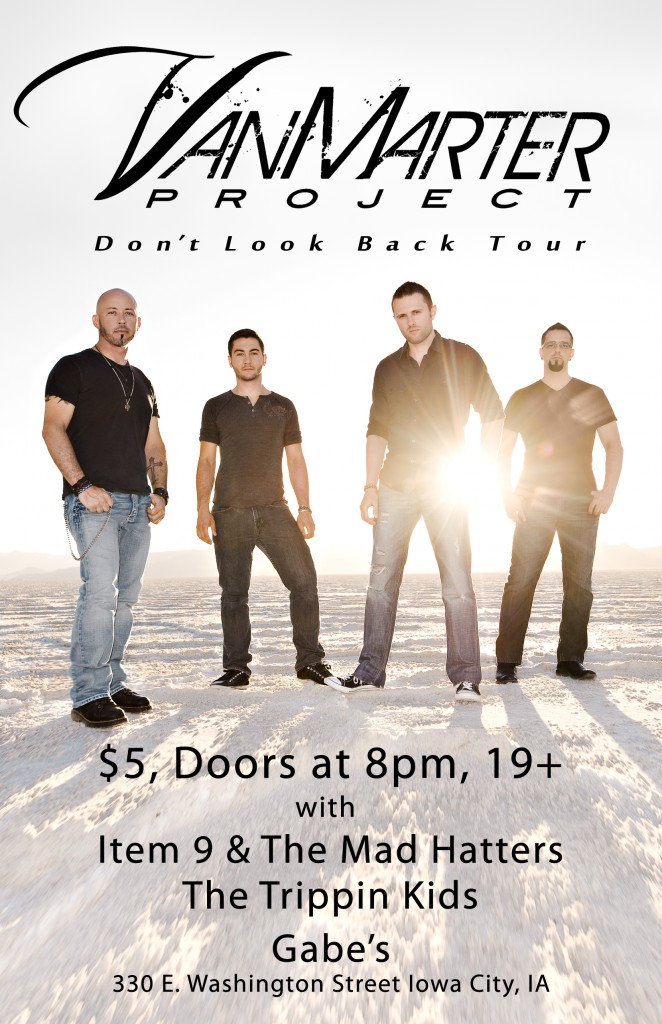 VanMarter
PROJECT
Don't Look Back Tour
$5, Doors at 8pm, 19+
with
Item 9 & The Mad Hatters
The Trippin Kids
Gabe's
330 E. Washington Street Iowa City, IA